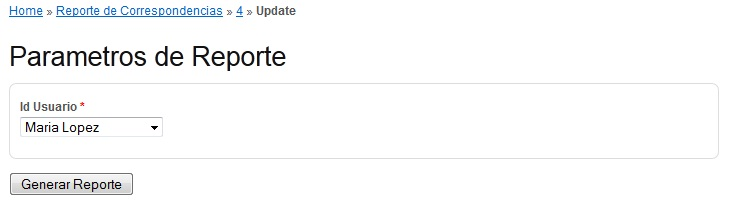 Home » Reporte de Correspondencias » 4 » Update
Parametros de Reporte
Id Usuario *
Maria Lopez
Generar Reporte